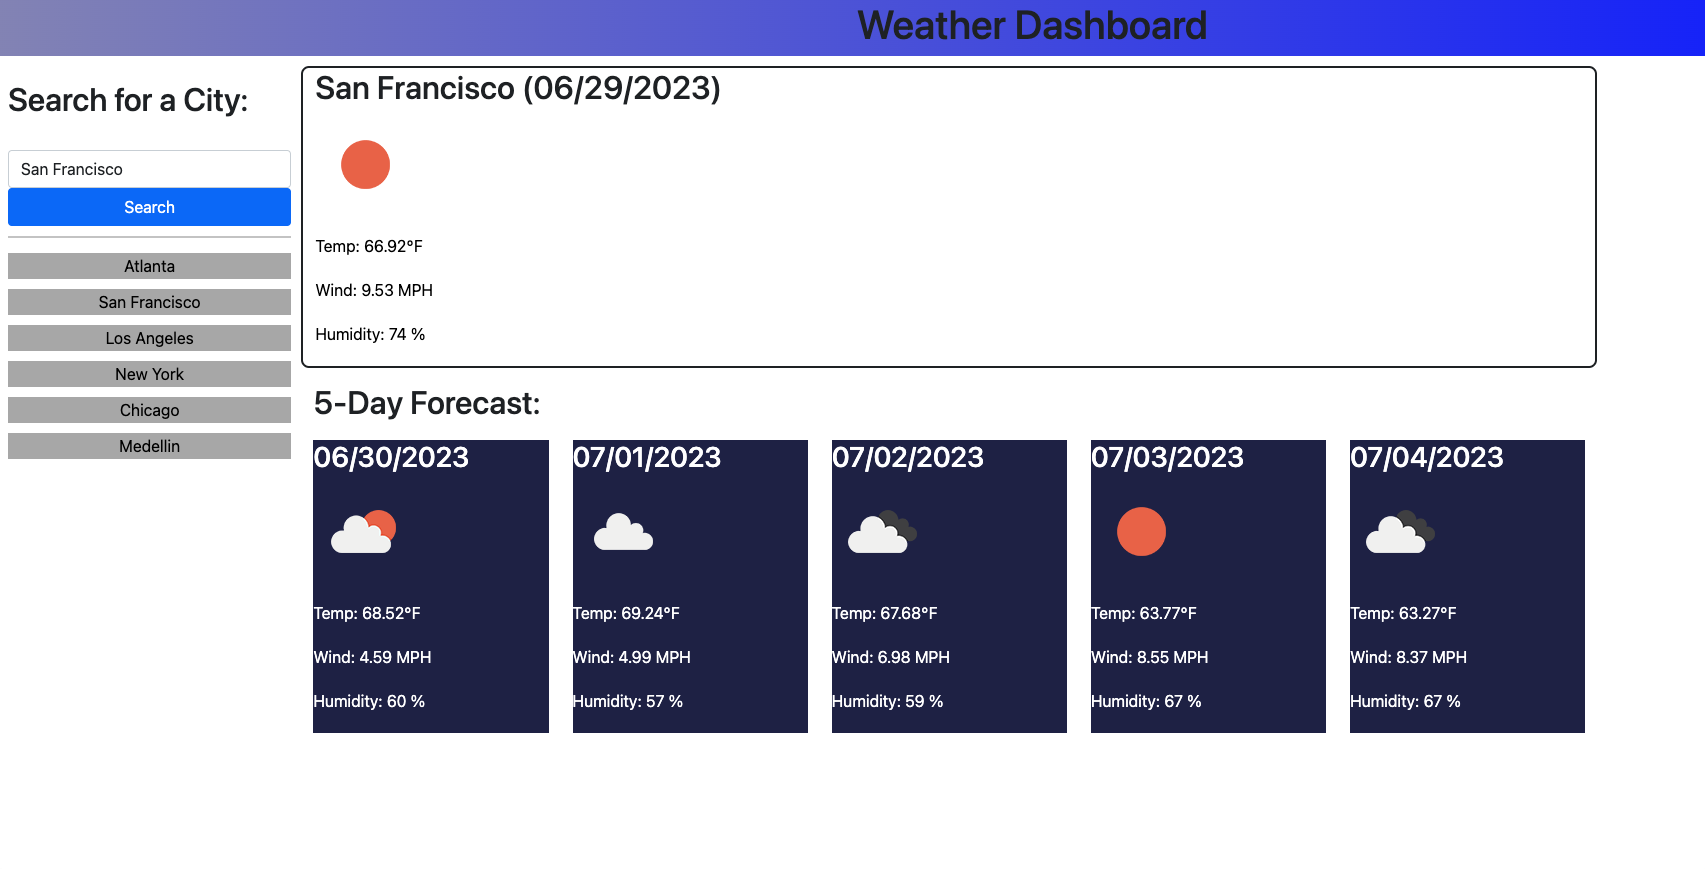 Weather Dashboard
Search for a City:
San Francisco
Search
Atlanta
San Francisco
Los Angeles
New York
Chicago
Medellin
San Francisco (06/29/2023)
Temp: 66.92°F
Wind: 9.53 MPH
Humidity: 74 %
5-Day Forecast:
06/30/2023
Temp: 68.52°F
Wind: 4.59 MPH
Humidity: 60 %
07/01/2023
Temp: 69.24°F
Wind: 4.99 MPH
Humidity: 57 %
07/02/2023
Temp: 67.68°F
Wind: 6.98 MPH
Humidity: 59 %
07/03/2023
Temp: 63.77°F
Wind: 8.55 MPH
Humidity: 67 %
07/04/2023
Temp: 63.27°F
Wind: 8.37 MPH
Humidity: 67 %